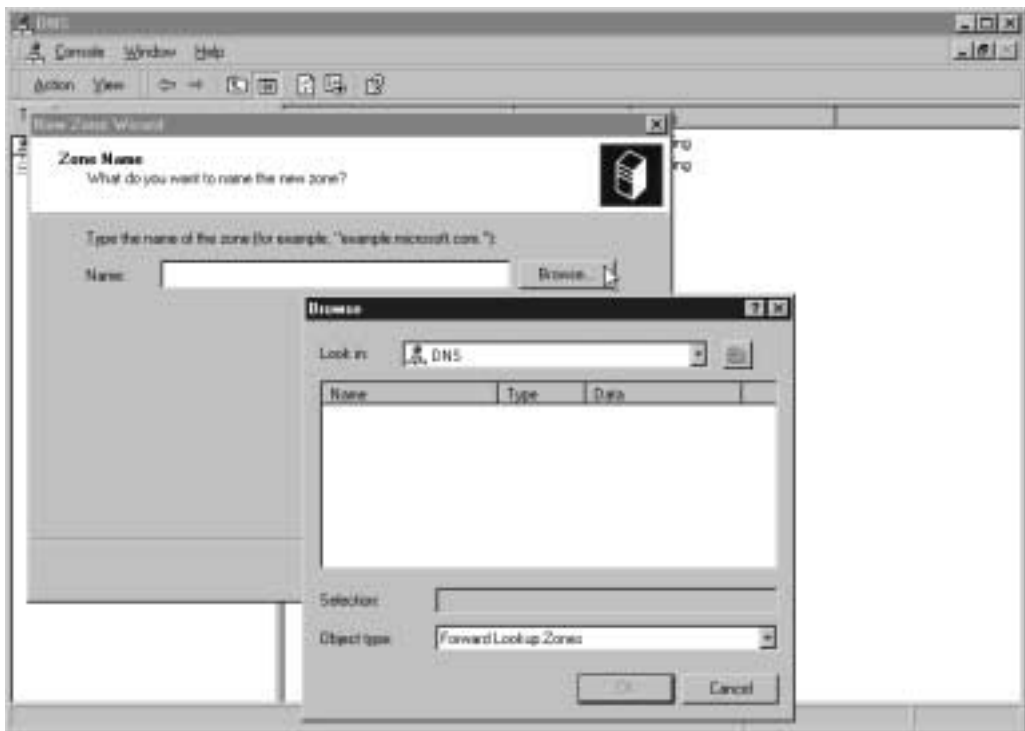 DNS
Console Window Help
Action View
New Zone Wizard
Zone Name
What do you want to name the new zone?
Type the name of the zone (for example, "example.microsoft.com."):
Name: Browse...
Browse
Look in: DNS
Name Type Data
Selection:
Object type: Forward Lookup Zones
OK Cancel